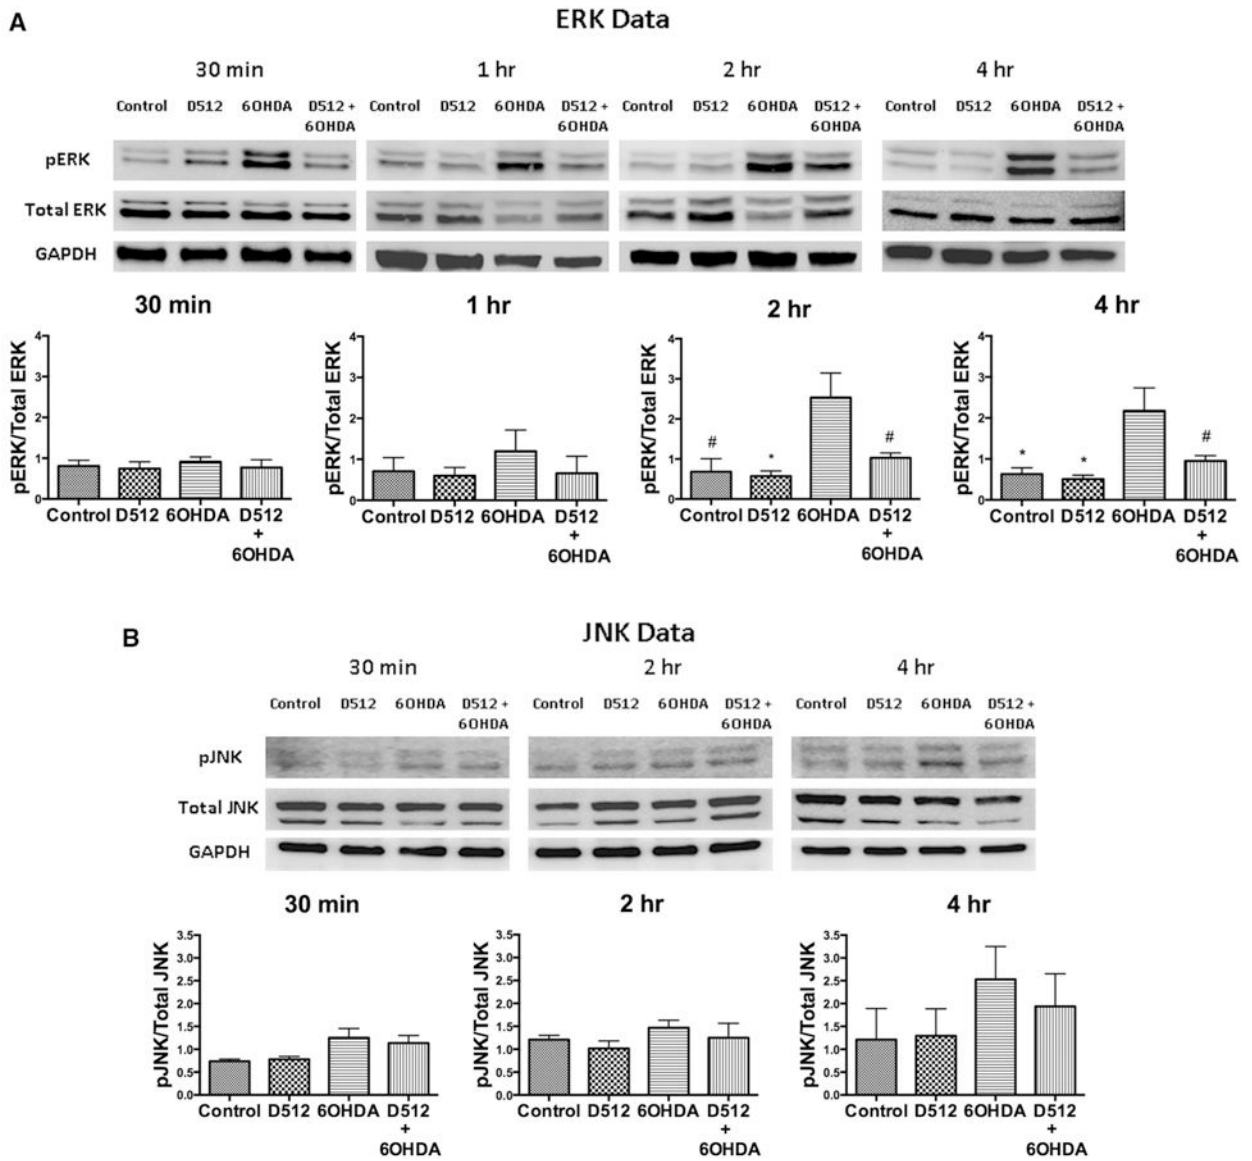 A
ERK Data
30 min
1 hr
2 hr
4 hr
Control D512 6OHDA D512 + 6OHDA
Control D512 6OHDA D512 + 6OHDA
Control D512 6OHDA D512 + 6OHDA
Control D512 6OHDA D512 + 6OHDA
pERK
Total ERK
GAPDH
30 min
pERK/Total ERK
4
3
2
1
0
Control D512 6OHDA D512
+
6OHDA
1 hr
pERK/Total ERK
4
3
2
1
0
Control D512 6OHDA D512
+
6OHDA
2 hr
pERK/Total ERK
4
3
2
1
0
# * #
Control D512 6OHDA D512
+
6OHDA
4 hr
pERK/Total ERK
4
3
2
1
0
* * #
Control D512 6OHDA D512
+
6OHDA
B
JNK Data
30 min
2 hr
4 hr
Control D512 6OHDA D512 + 6OHDA
Control D512 6OHDA D512 + 6OHDA
Control D512 6OHDA D512 + 6OHDA
pJNK
Total JNK
GAPDH
30 min
pJNK/Total JNK
3.5
3.0
2.5
2.0
1.5
1.0
0.5
0.0
Control D512 6OHDA D512
+
6OHDA
2 hr
pJNK/Total JNK
3.5
3.0
2.5
2.0
1.5
1.0
0.5
0.0
Control D512 6OHDA D512
+
6OHDA
4 hr
pJNK/Total JNK
3.5
3.0
2.5
2.0
1.5
1.0
0.5
0.0
Control D512 6OHDA D512
+
6OHDA